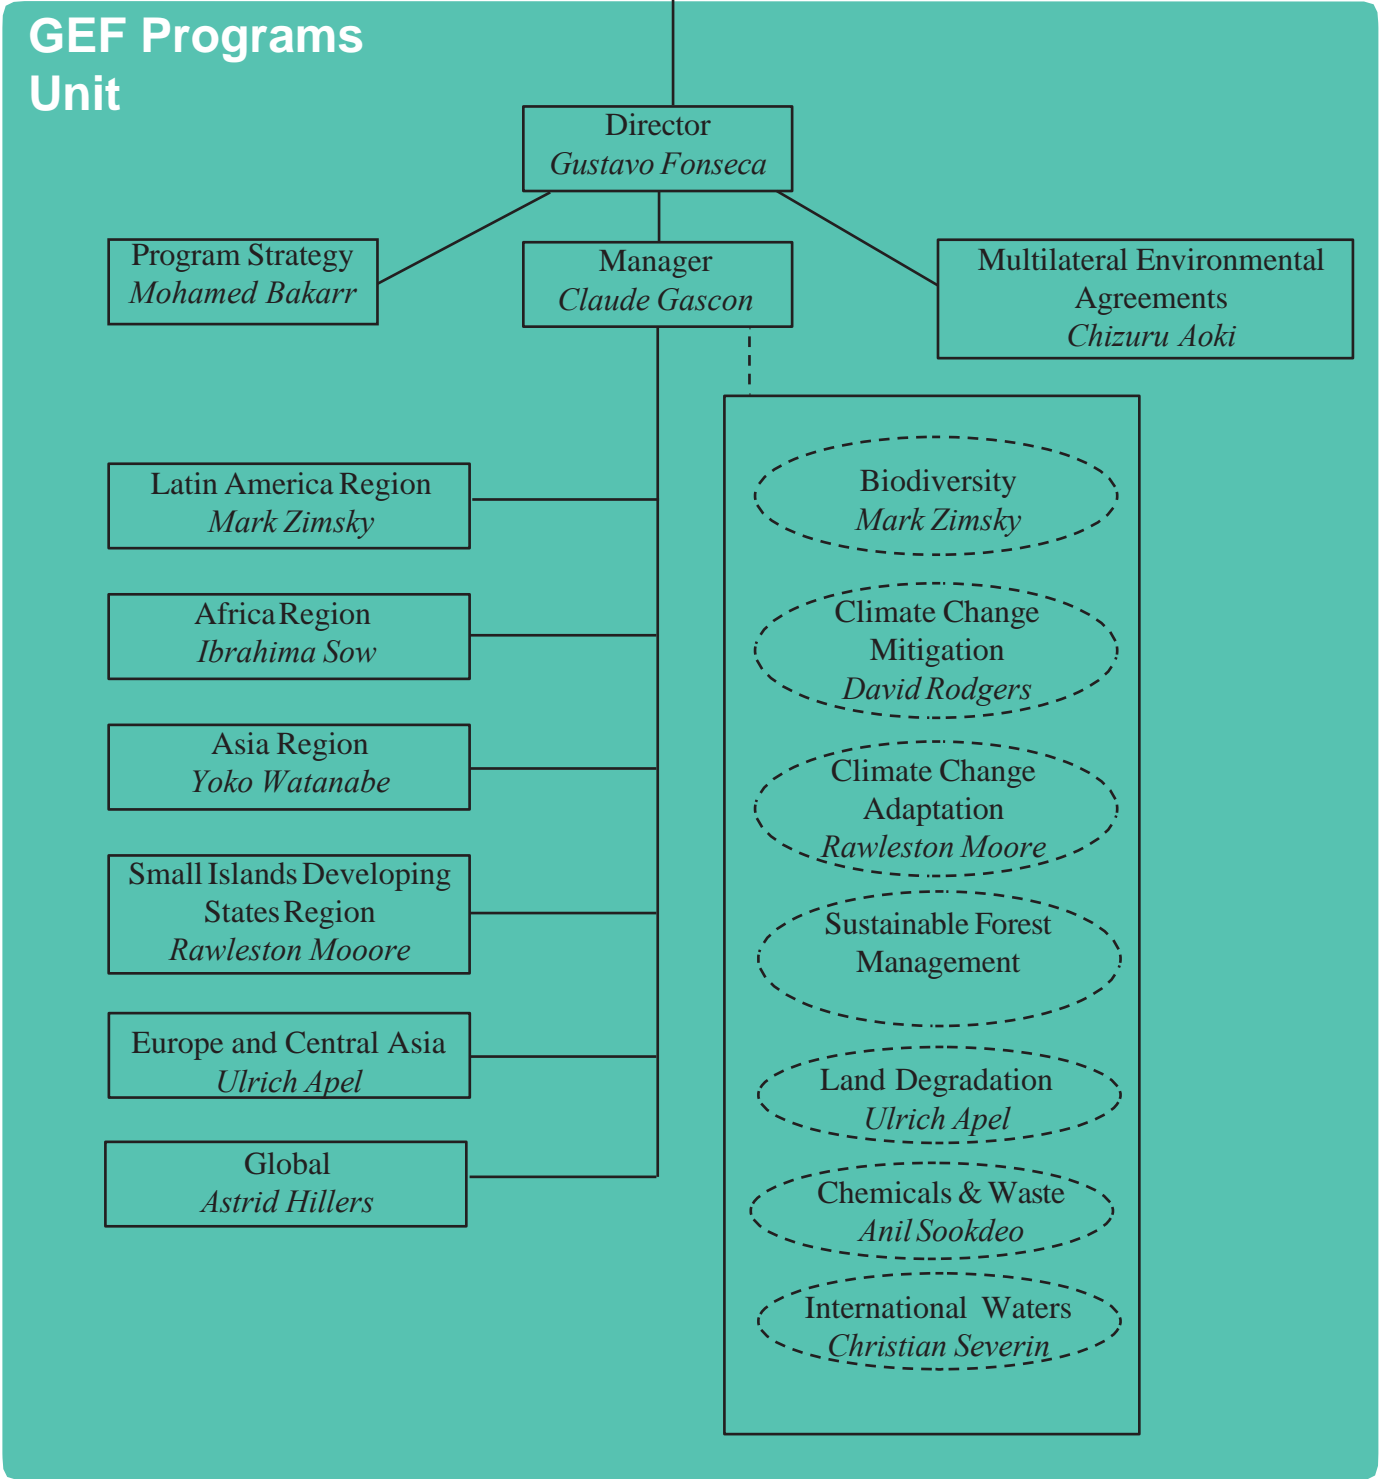 GEF Programs
Unit
Director
Gustavo Fonseca
Program Strategy
Mohamed Bakarr
Manager
Claude Gascon
Multilateral Environmental
Agreements
Chizuru Aoki
Latin America Region
Mark Zimsky
Africa Region
Ibrahima Sow
Asia Region
Yoko Watanabe
Small Islands Developing
States Region
Rawleston Mooore
Europe and Central Asia
Ulrich Apel
Global
Astrid Hillers
Biodiversity
Mark Zimsky
Climate Change
Mitigation
David Rodgers
Climate Change
Adaptation
Rawleston Moore
Sustainable Forest
Management
Land Degradation
Ulrich Apel
Chemicals & Waste
Anil Sookdeo
International Waters
Christian Severin